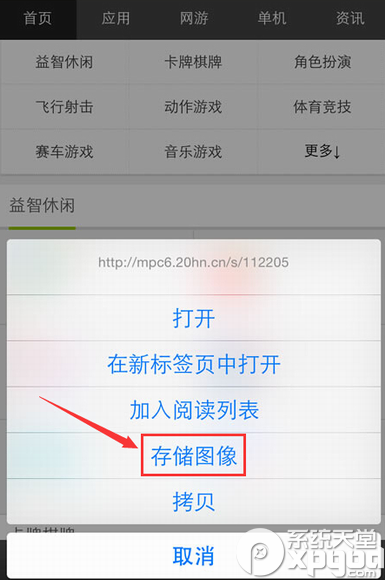 首页 应用 网游 单机 资讯
益智休闲 卡牌棋牌 角色扮演
飞行射击 动作游戏 体育竞技
赛车游戏 音乐游戏 更多↓
益智休闲
http://mpc6.20hn.cn/s/112205
打开
在新标签页中打开
加入阅读列表
存储图像
拷贝
取消
系统天堂